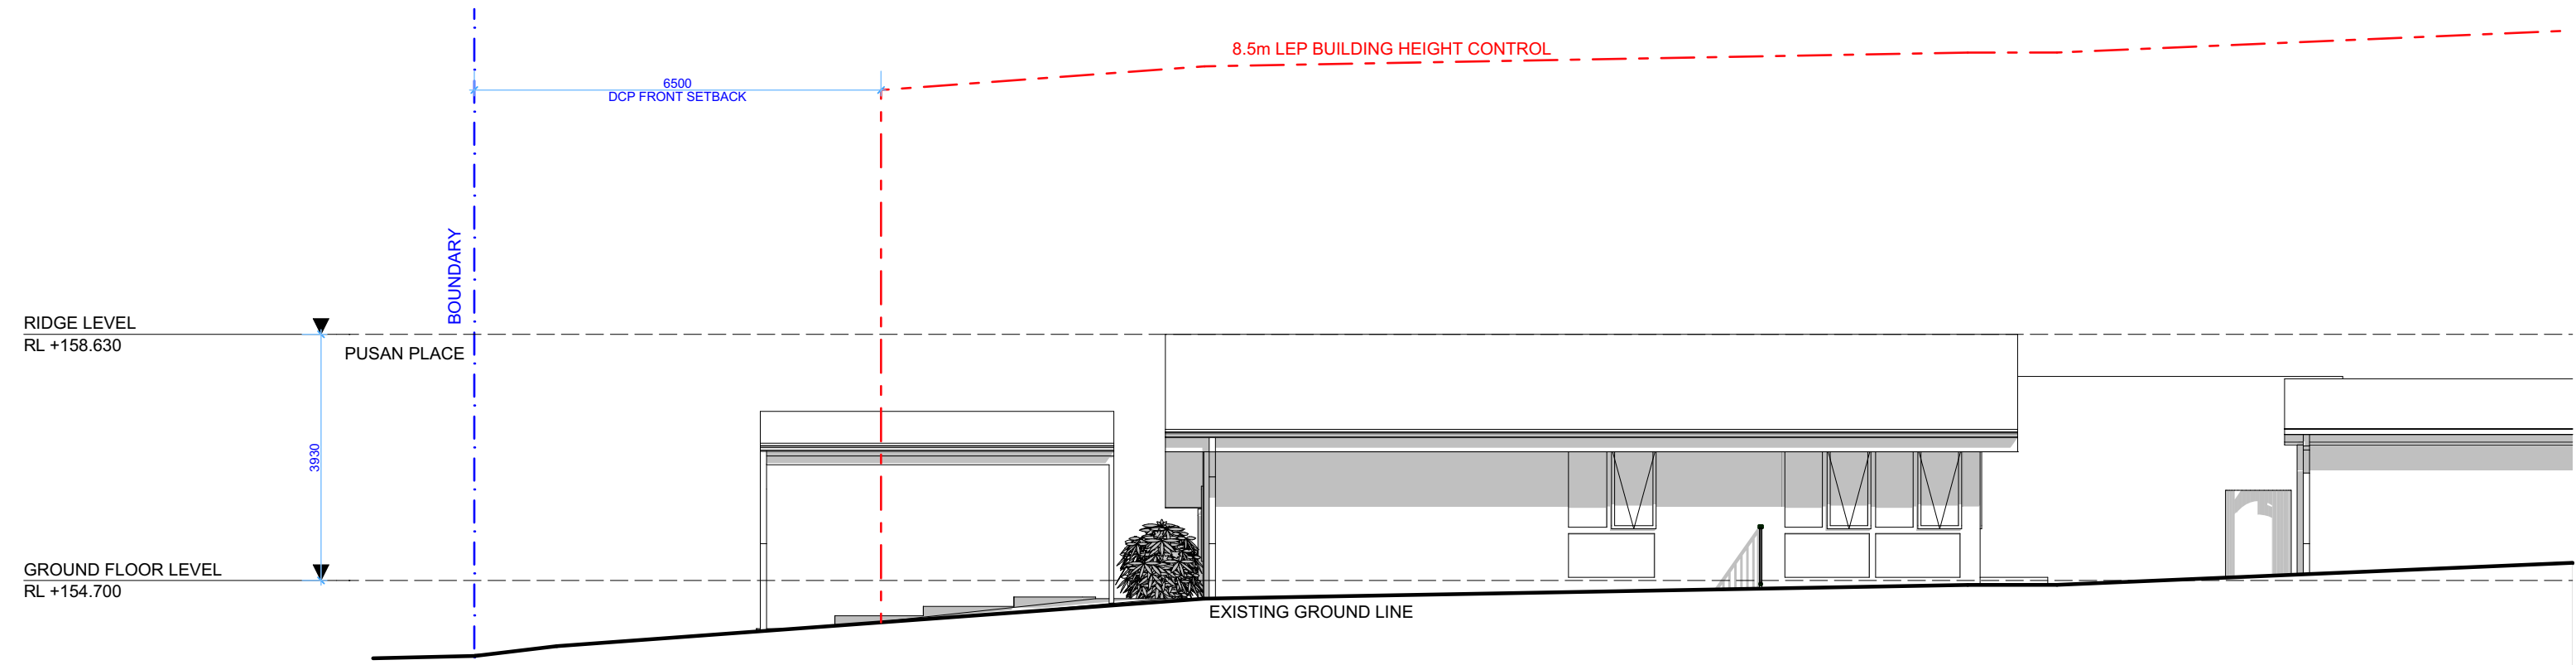 8.5m LEP BUILDING HEIGHT CONTROL
6500
DCP FRONT SETBACK
BOUNDARY
RIDGE LEVEL
RL +158.630
PUSAN PLACE
3930
GROUND FLOOR LEVEL
RL +154.700
EXISTING GROUND LINE